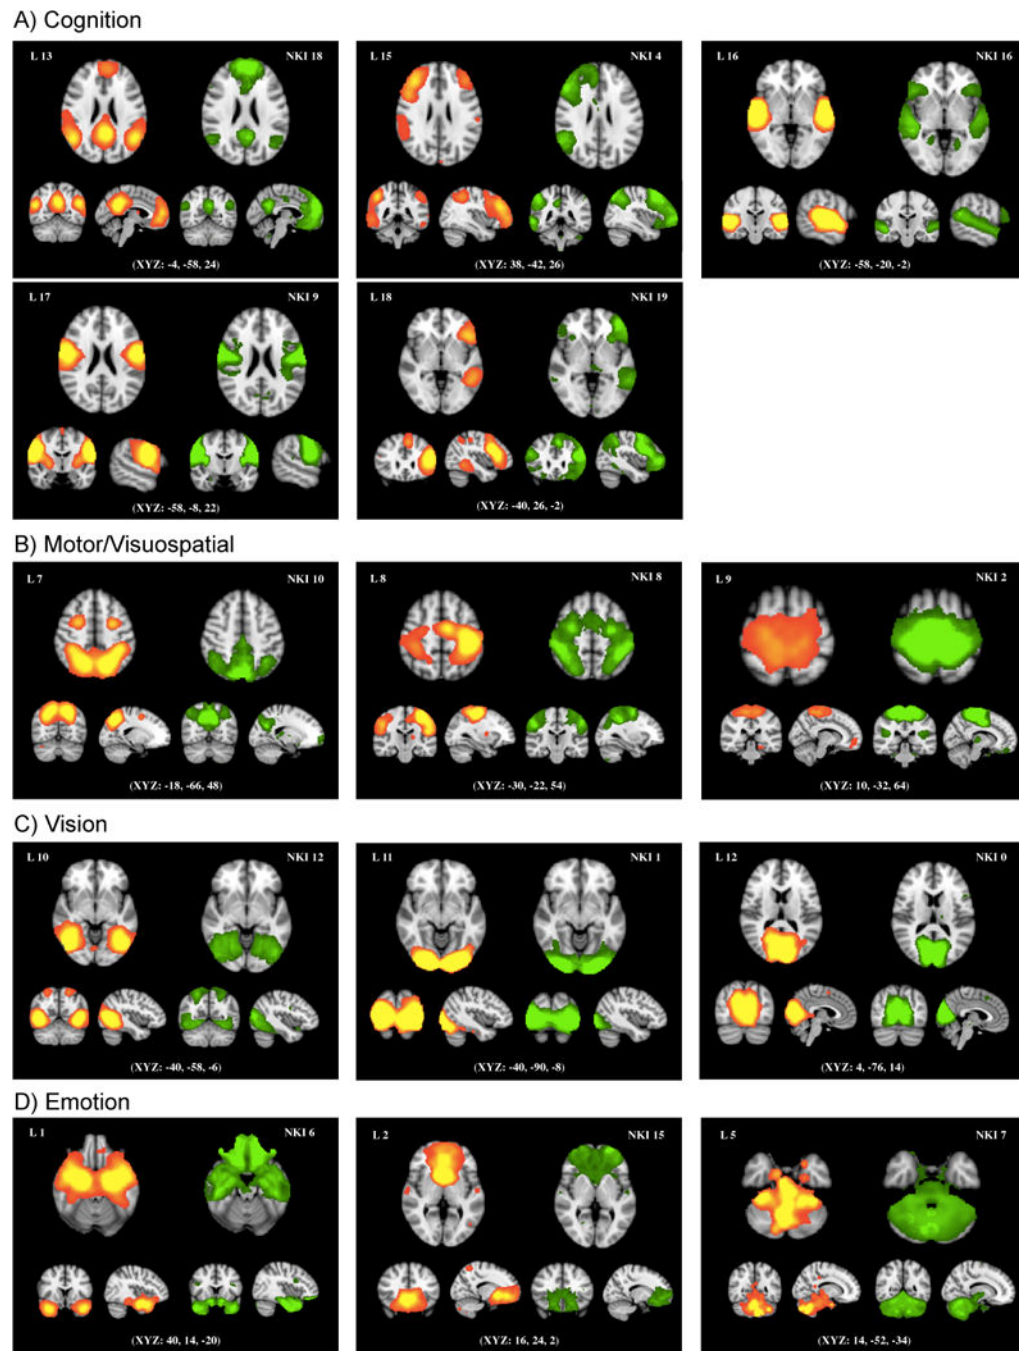 A) Cognition
L 13 NKI 18
(XYZ: -4, -58, 24)
L 15 NKI 4
(XYZ: 38, -42, 26)
L 16 NKI 16
(XYZ: -58, -20, -2)
L 17 NKI 9
(XYZ: -58, -8, 22)
L 18 NKI 19
(XYZ: -40, 26, -2)
B) Motor/Visuospatial
L 7 NKI 10
(XYZ: -18, -66, 48)
L 8 NKI 8
(XYZ: -30, -22, 54)
L 9 NKI 2
(XYZ: 10, -32, 64)
C) Vision
L 10 NKI 12
(XYZ: -40, -58, -6)
L 11 NKI 1
(XYZ: -40, -90, -8)
L 12 NKI 0
(XYZ: 4, -76, 14)
D) Emotion
L 1 NKI 6
(XYZ: 40, 14, -20)
L 2 NKI 15
(XYZ: 16, 24, 2)
L 5 NKI 7
(XYZ: 14, -52, -34)